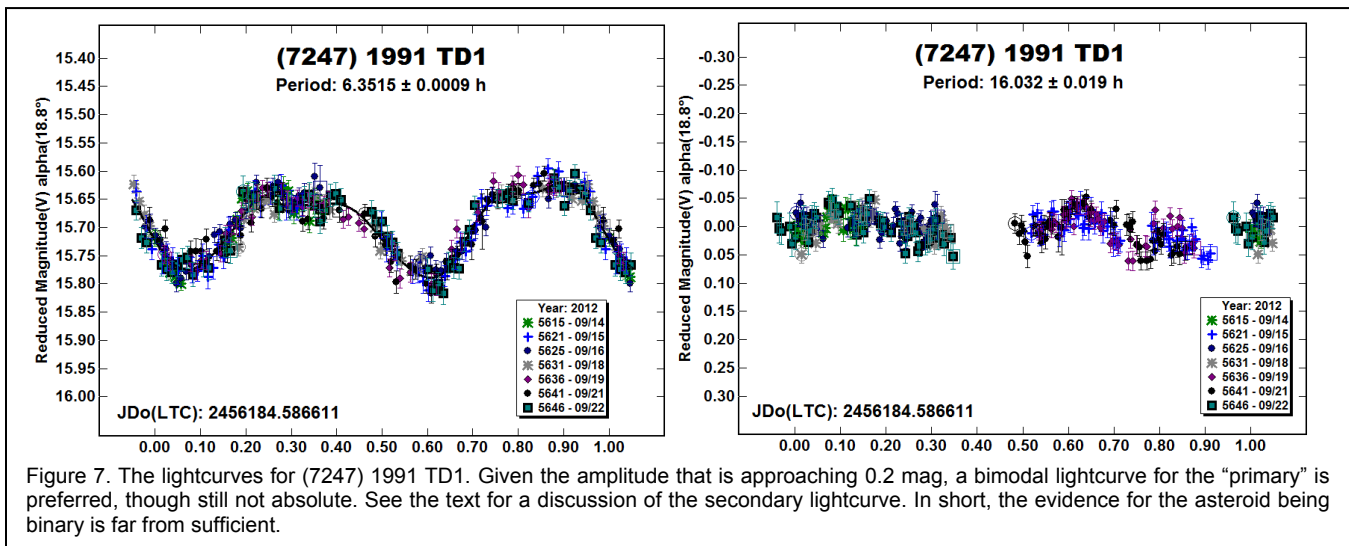 (7247) 1991 TD1
Period: 6.3515 ± 0.0009 h
Reduced Magnitude(V) alpha(18.8°)
15.40
15.45
15.50
15.55
15.60
15.65
15.70
15.75
15.80
15.85
15.90
15.95
16.00
Year: 2012
5615 - 09/14
5621 - 09/15
5625 - 09/16
5631 - 09/18
5636 - 09/19
5641 - 09/21
5646 - 09/22
JDo(LTC): 2456184.586611
0.00 0.10 0.20 0.30 0.40 0.50 0.60 0.70 0.80 0.90 1.00
(7247) 1991 TD1
Period: 16.032 ± 0.019 h
Reduced Magnitude(V) alpha(18.8°)
-0.30
-0.25
-0.20
-0.15
-0.10
-0.05
0.00
0.05
0.10
0.15
0.20
0.25
0.30
Year: 2012
5615 - 09/14
5621 - 09/15
5625 - 09/16
5631 - 09/18
5636 - 09/19
5641 - 09/21
5646 - 09/22
JDo(LTC): 2456184.586611
0.00 0.10 0.20 0.30 0.40 0.50 0.60 0.70 0.80 0.90 1.00
Figure 7. The lightcurves for (7247) 1991 TD1. Given the amplitude that is approaching 0.2 mag, a bimodal lightcurve for the “primary” is
preferred, though still not absolute. See the text for a discussion of the secondary lightcurve. In short, the evidence for the asteroid being
binary is far from sufficient.